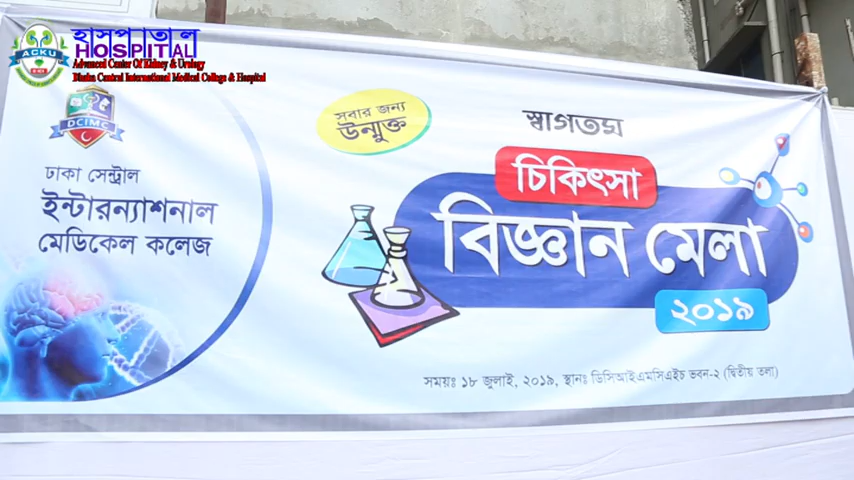 ACKU
হাসপাতাল
HOSPITAL
Advanced Center Of Kidney & Urology
Dhaka Central International Medical College & Hospital
DCIMC
ঢাকা সেন্ট্রাল
ইন্টারন্যাশনাল
মেডিকেল কলেজ
সবার জন্য
উন্মুক্ত
স্বাগতম
চিকিৎসা
বিজ্ঞান মেলা
২০১৯
সময়ঃ ১৮ জুলাই, ২০১৯, স্থানঃ ডিসিআইএমসিএইচ ভবন-২ (দ্বিতীয় তলা)